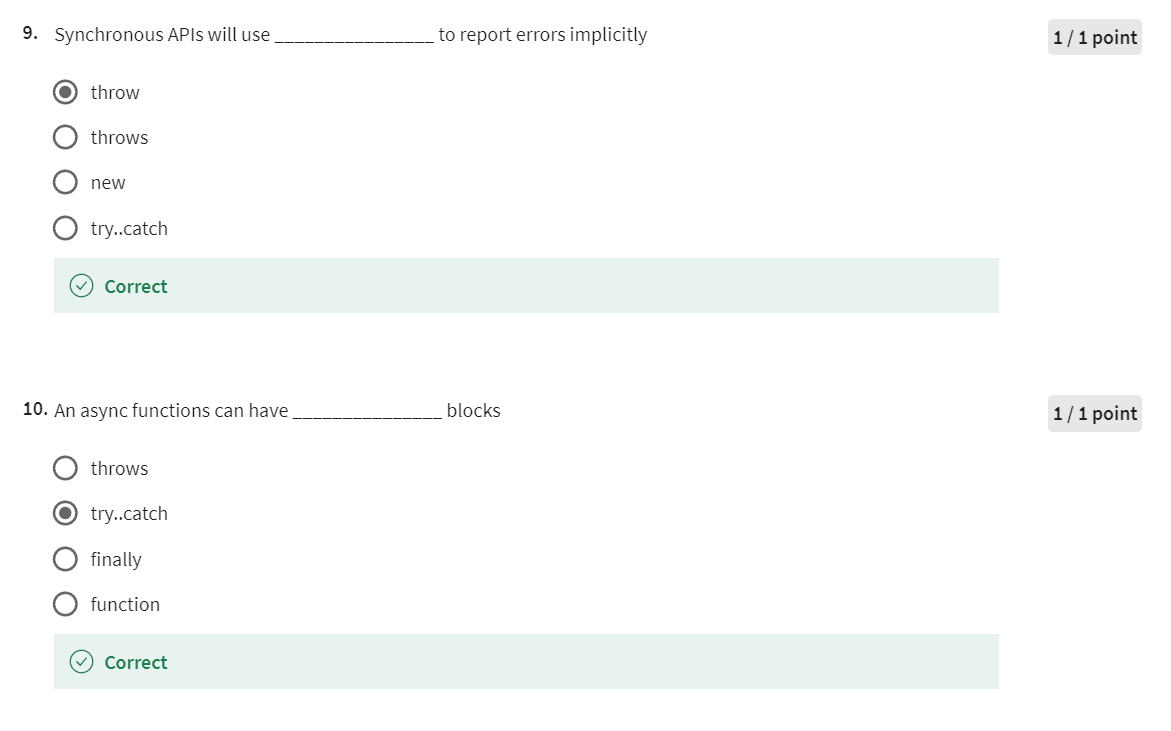 9. Synchronous APIs will use ________________ to report errors implicitly
1 / 1 point
throw
throws
new
try..catch
Correct
10. An async functions can have _______________ blocks
1 / 1 point
throws
try..catch
finally
function
Correct